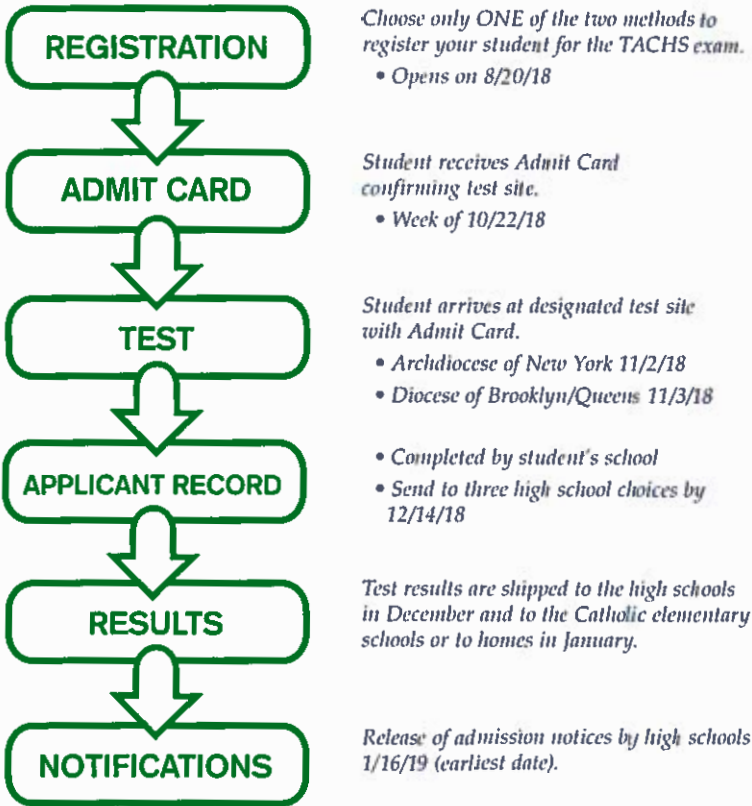 REGISTRATION
Choose only ONE of the two methods to
register your student for the TACHS exam.
• Opens on 8/20/18
ADMIT CARD
Student receives Admit Card
confirming test site.
• Week of 10/22/18
TEST
Student arrives at designated test site
with Admit Card.
• Archdiocese of New York 11/2/18
• Diocese of Brooklyn/Queens 11/3/18
APPLICANT RECORD
• Completed by student's school
• Send to three high school choices by
12/14/18
RESULTS
Test results are shipped to the high schools
in December and to the Catholic elementary
schools or to homes in January.
NOTIFICATIONS
Release of admission notices by high schools
1/16/19 (earliest date).